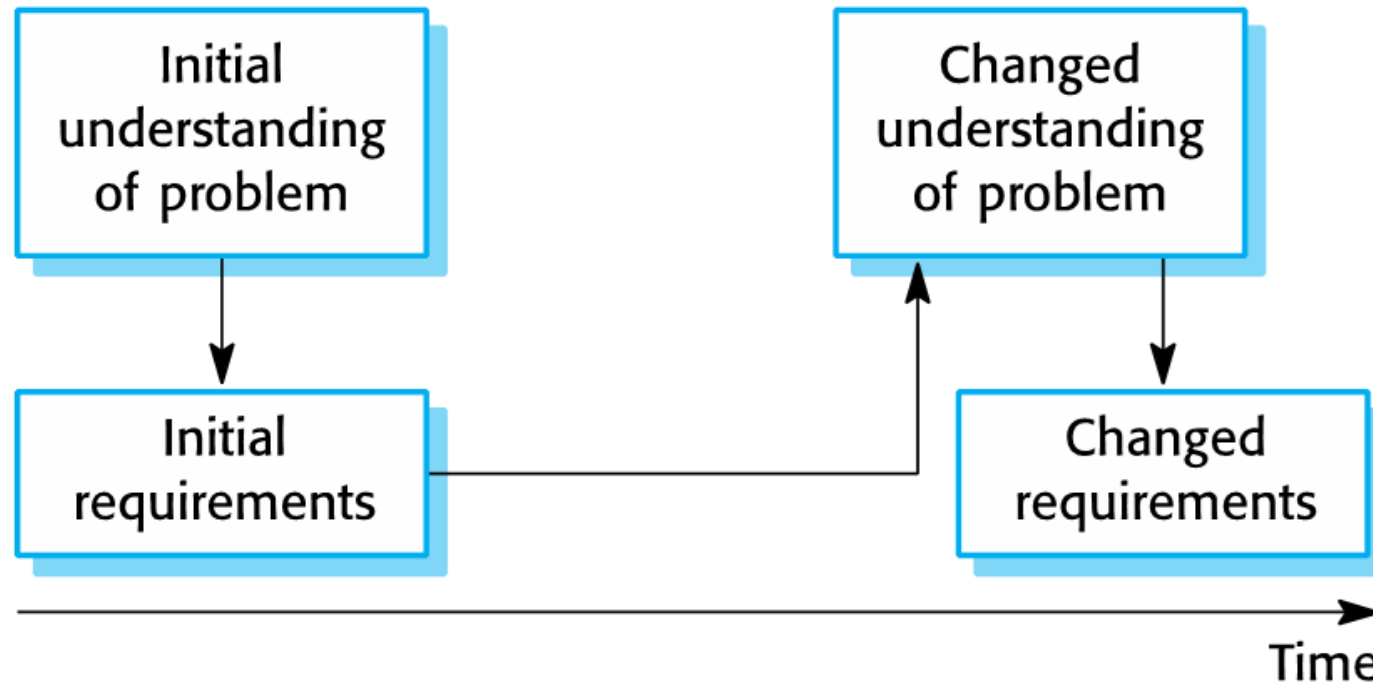 Initial
understanding
of problem
Changed
understanding
of problem
Initial
requirements
Changed
requirements
Time